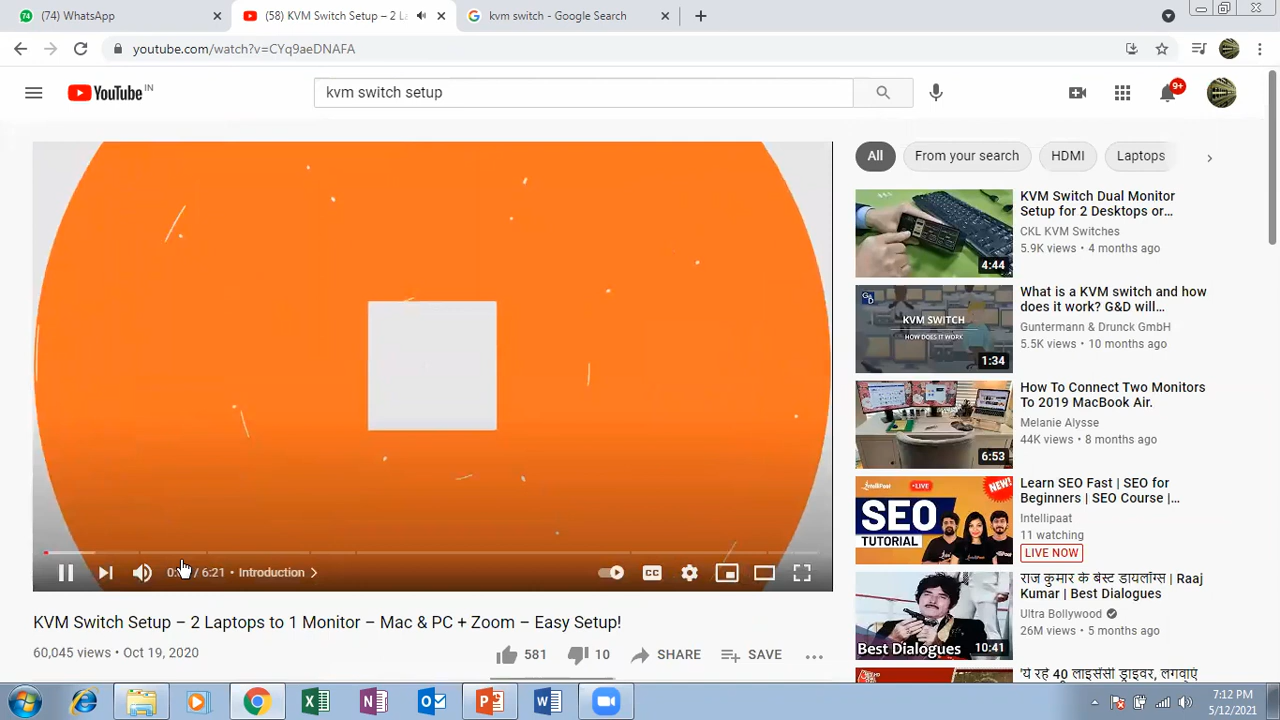 (74) WhatsApp
(58) KVM Switch Setup – 2 La
kvm switch - Google Search
youtube.com/watch?v=CYq9aeDNAFA
YouTube IN
kvm switch setup
9+
All
From your search
HDMI
Laptops
KVM Switch Dual Monitor
Setup for 2 Desktops or…
CKL KVM Switches
5.9K views • 4 months ago
4:44
What is a KVM switch and how
does it work? G&D will…
Guntermann & Drunck GmbH
5.5K views • 10 months ago
KVM SWITCH
HOW DOES IT WORK
1:34
How To Connect Two Monitors
To 2019 MacBook Air.
Melanie Alysse
44K views • 8 months ago
6:53
Learn SEO Fast | SEO for
Beginners | SEO Course |…
Intellipaat
11 watching
LIVE NOW
IntelliPaat
LIVE
NEW
SEO
TUTORIAL
राज कुमार के बेस्ट डायलॉग्स | Raaj
Kumar | Best Dialogues
Ultra Bollywood
26M views • 5 months ago
Best Dialogues
10:41
/ 6:21 • Introduction
CC
KVM Switch Setup – 2 Laptops to 1 Monitor – Mac & PC + Zoom – Easy Setup!
60,045 views • Oct 19, 2020
581
10
SHARE
SAVE
ये रहे 40 लाइसेंसी ड्राइवर, लगवाएं
7:12 PM
5/12/2021